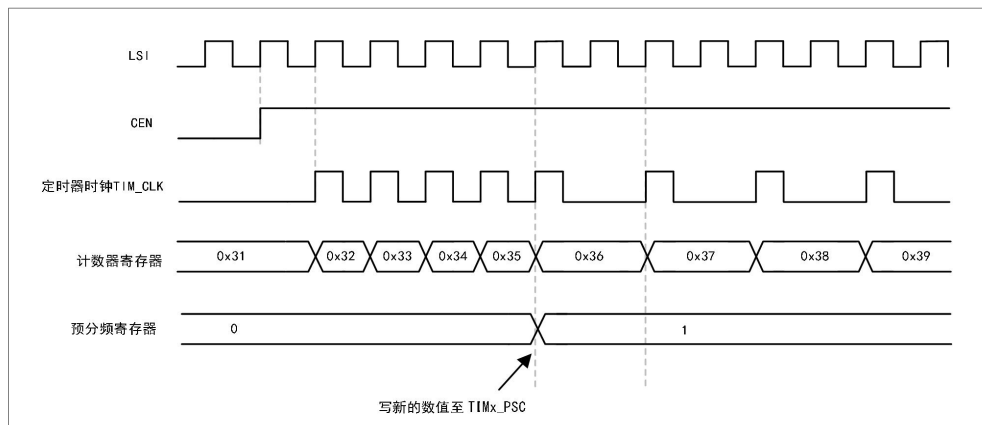 LSI
CEN
定时器时钟TIM_CLK
计数器寄存器 0x31 0x32 0x33 0x34 0x35 0x36 0x37 0x38 0x39
预分频寄存器 0 1
写新的数值至 TIMx_PSC